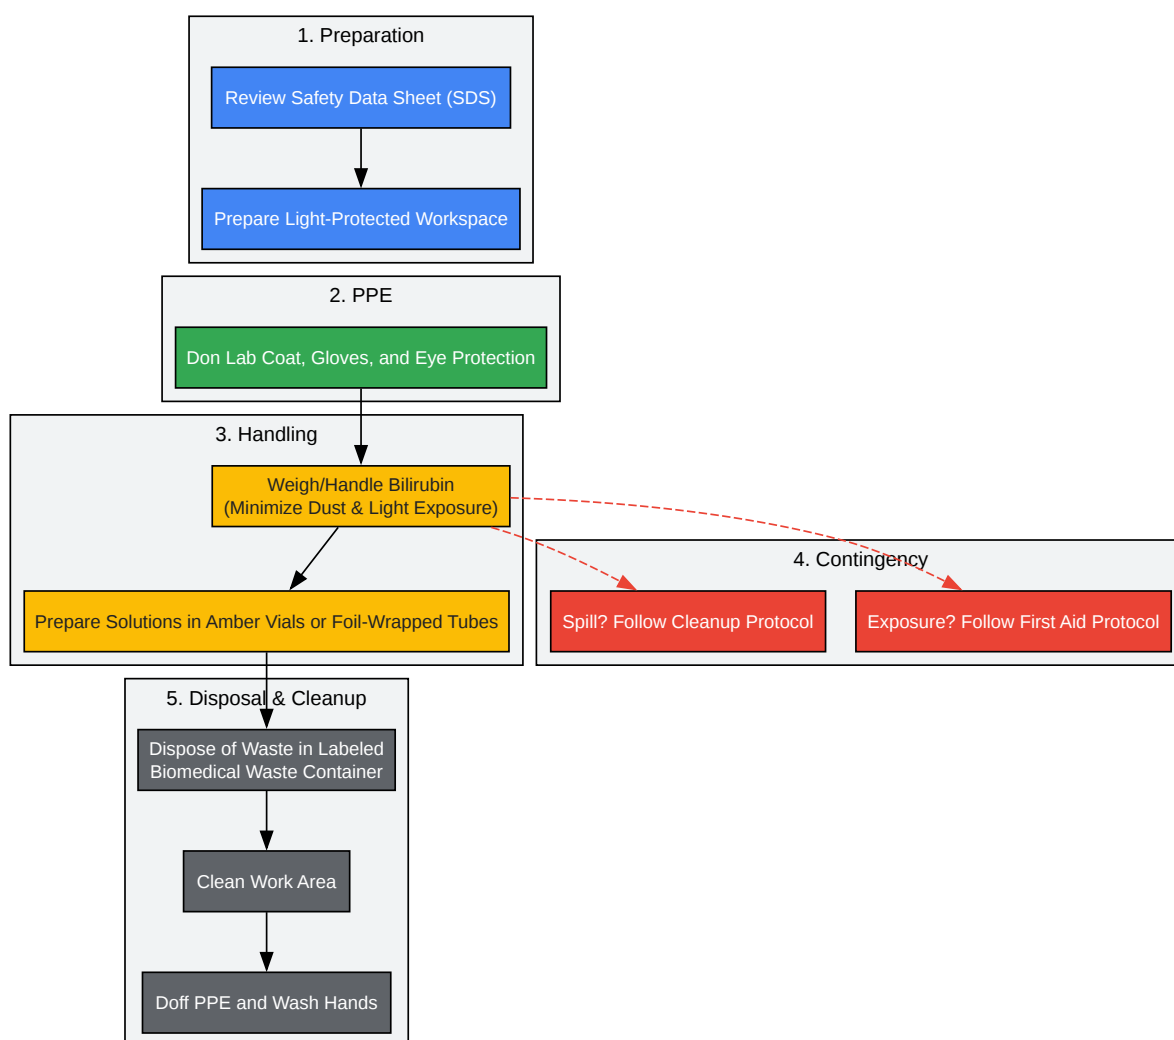 1. Preparation
Review Safety Data Sheet (SDS)
Prepare Light-Protected Workspace
2. PPE
Don Lab Coat, Gloves, and Eye Protection
3. Handling
Weigh/Handle Bilirubin
(Minimize Dust & Light Exposure)
Prepare Solutions in Amber Vials or Foil-Wrapped Tubes
4. Contingency
Spill? Follow Cleanup Protocol
Exposure? Follow First Aid Protocol
5. Disposal & Cleanup
Dispose of Waste in Labeled
Biomedical Waste Container
Clean Work Area
Doff PPE and Wash Hands